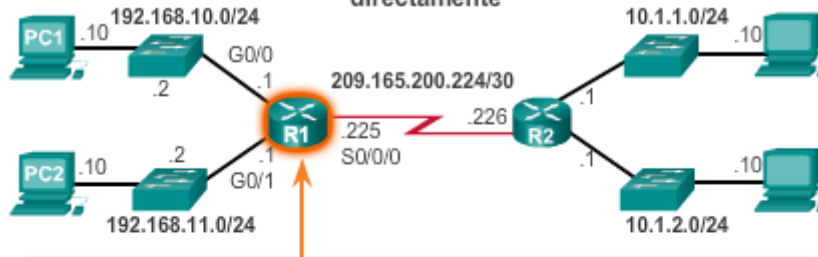 directamente
192.168.10.0/24
10.1.1.0/24
PC1
.10
G0/0
.10
.2
.1
209.165.200.224/30
.1
R1
.225
.226
R2
S0/0/0
.2
.1
.1
PC2
.10
G0/1
.10
192.168.11.0/24
10.1.2.0/24